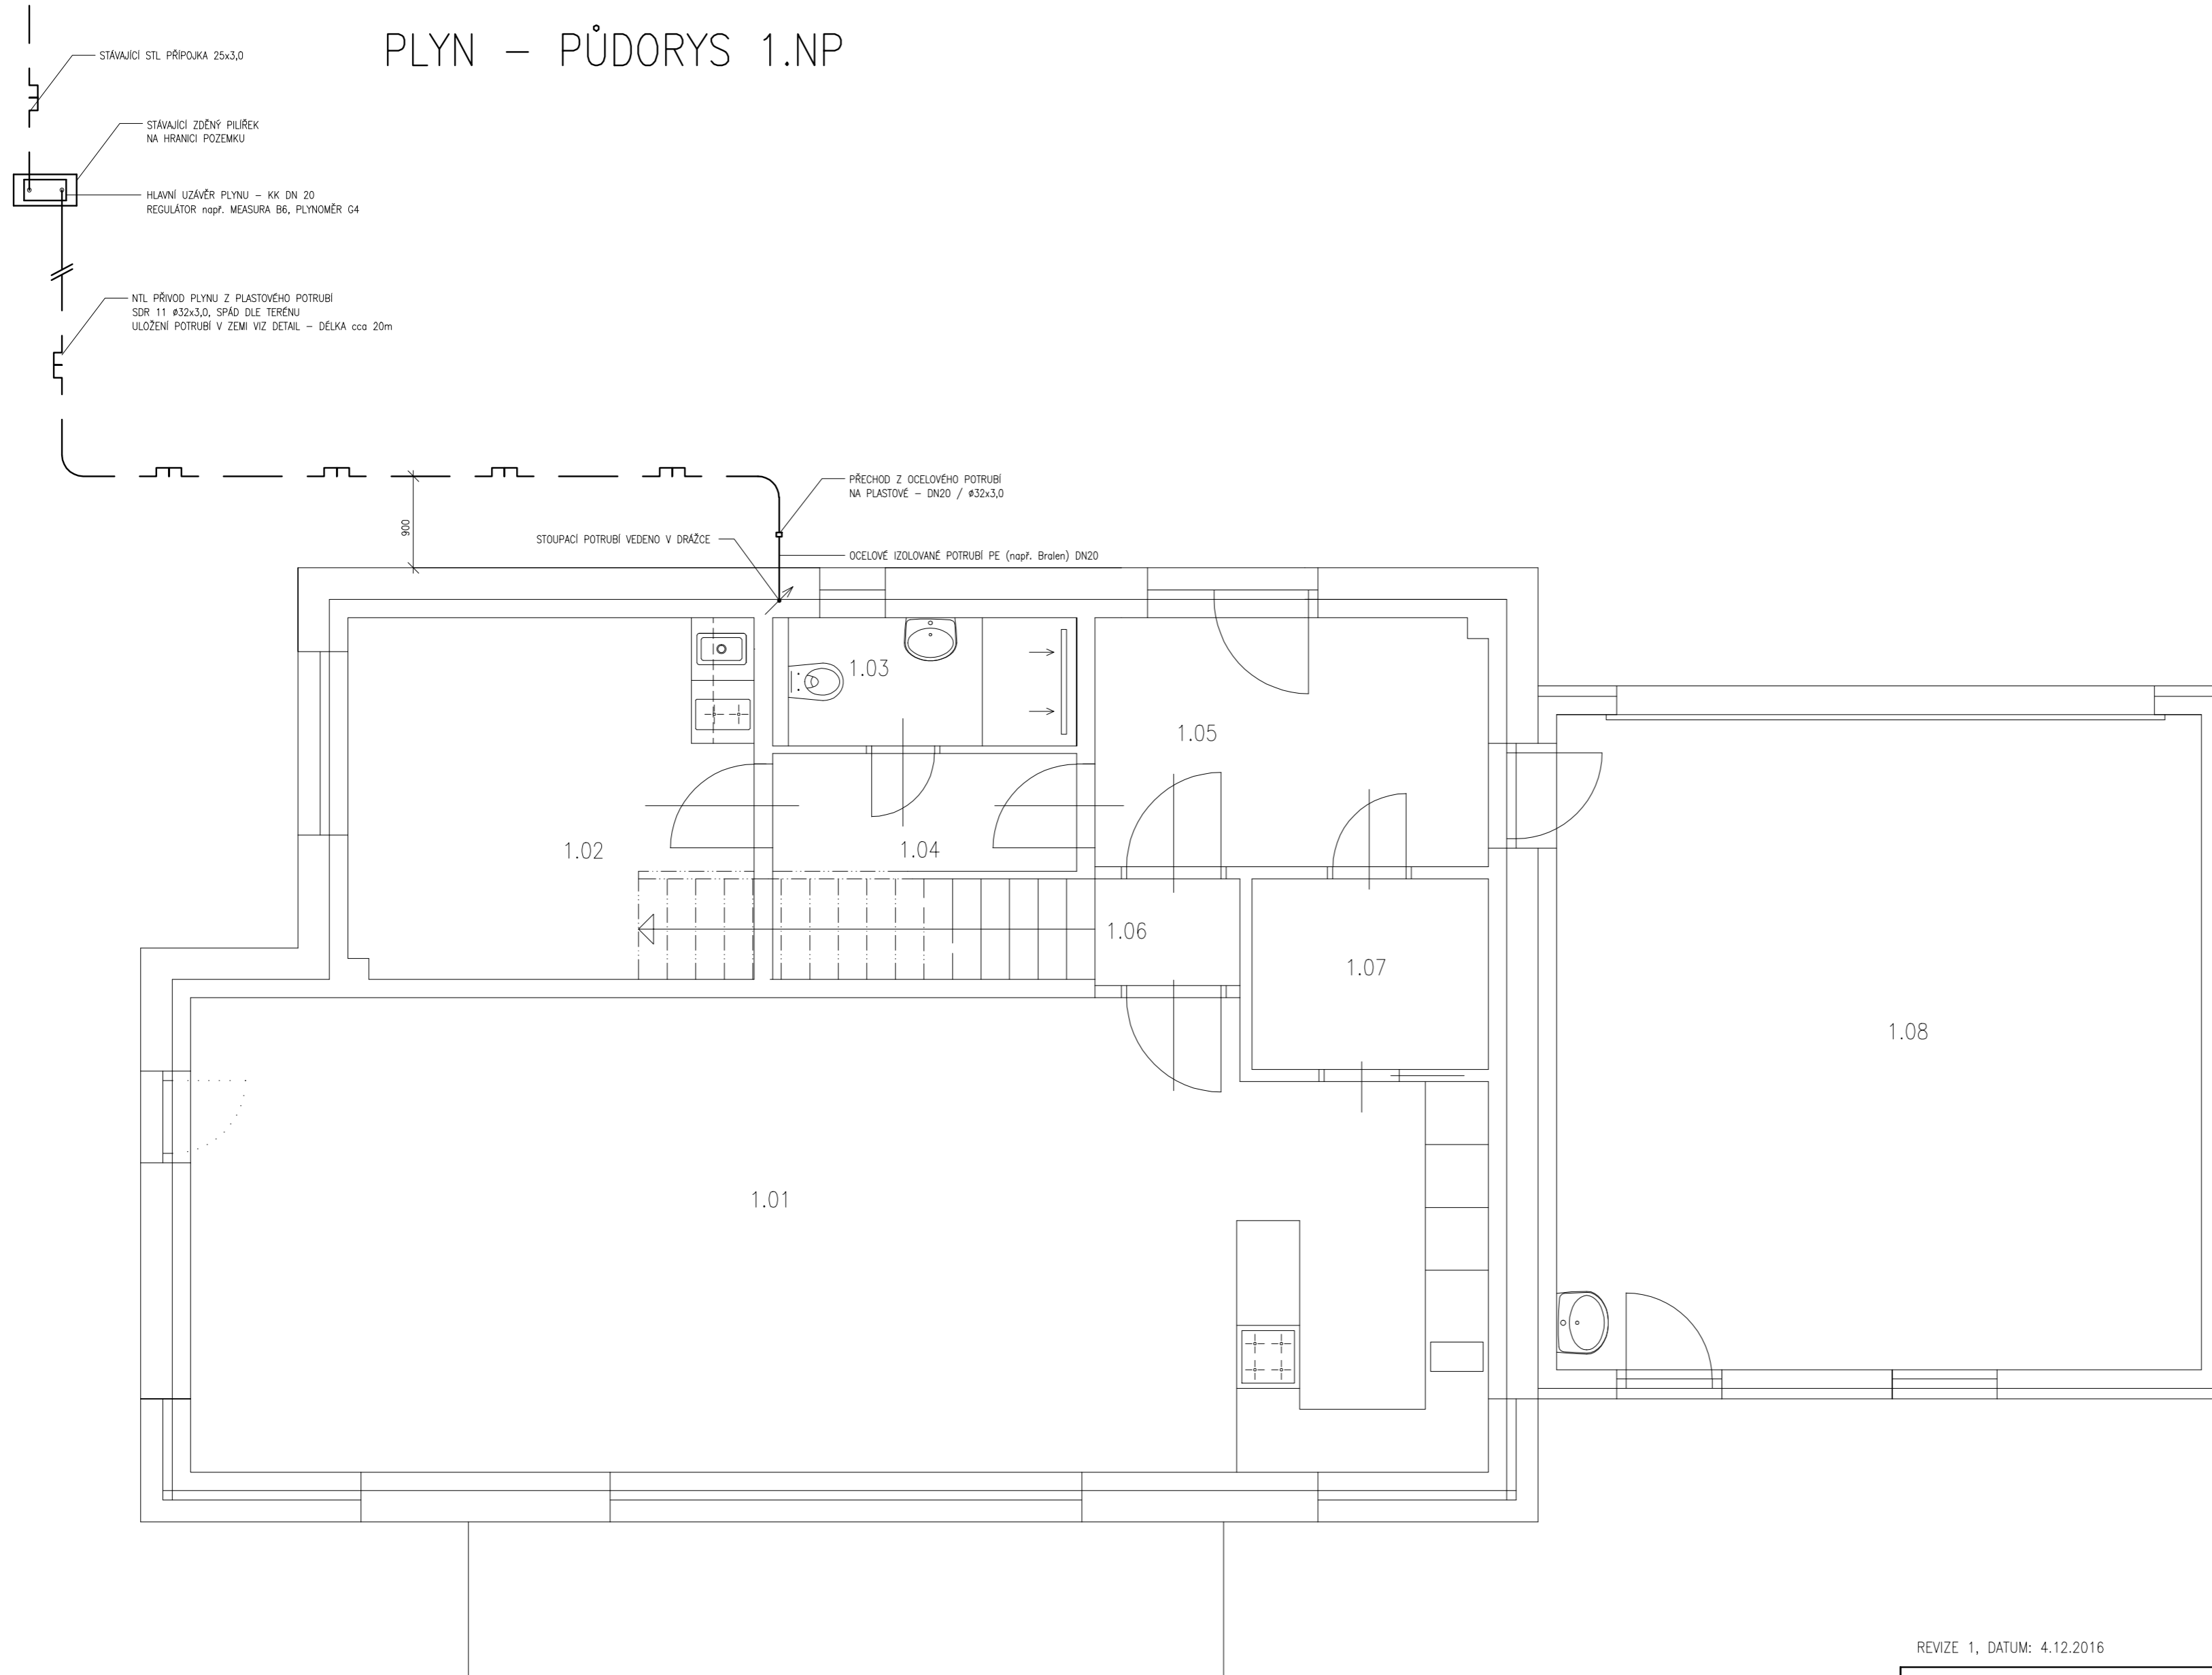 PLYN – PŮDORYS 1.NP
STÁVAJÍCÍ STL PŘÍPOJKA 25x3,0
STÁVAJÍCÍ ZDĚNÝ PILÍŘEK
NA HRANICI POZEMKU
HLAVNÍ UZÁVĚR PLYNU – KK DN 20
REGULÁTOR např. MEASURA B6, PLYNOMĚR G4
NTL PŘIVOD PLYNU Z PLASTOVÉHO POTRUBÍ
SDR 11 ø32x3,0, SPÁD DLE TERÉNU
ULOŽENÍ POTRUBÍ V ZEMI VIZ DETAIL – DÉLKA cca 20m
PŘECHOD Z OCELOVÉHO POTRUBÍ
NA PLASTOVÉ – DN20 / ø32x3,0
900
STOUPACÍ POTRUBÍ VEDENO V DRÁŽCE
OCELOVÉ IZOLOVANÉ POTRUBÍ PE (např. Bralen) DN20
1.03
1.05
1.02
1.04
1.06
1.07
1.08
1.01
REVIZE 1, DATUM: 4.12.2016